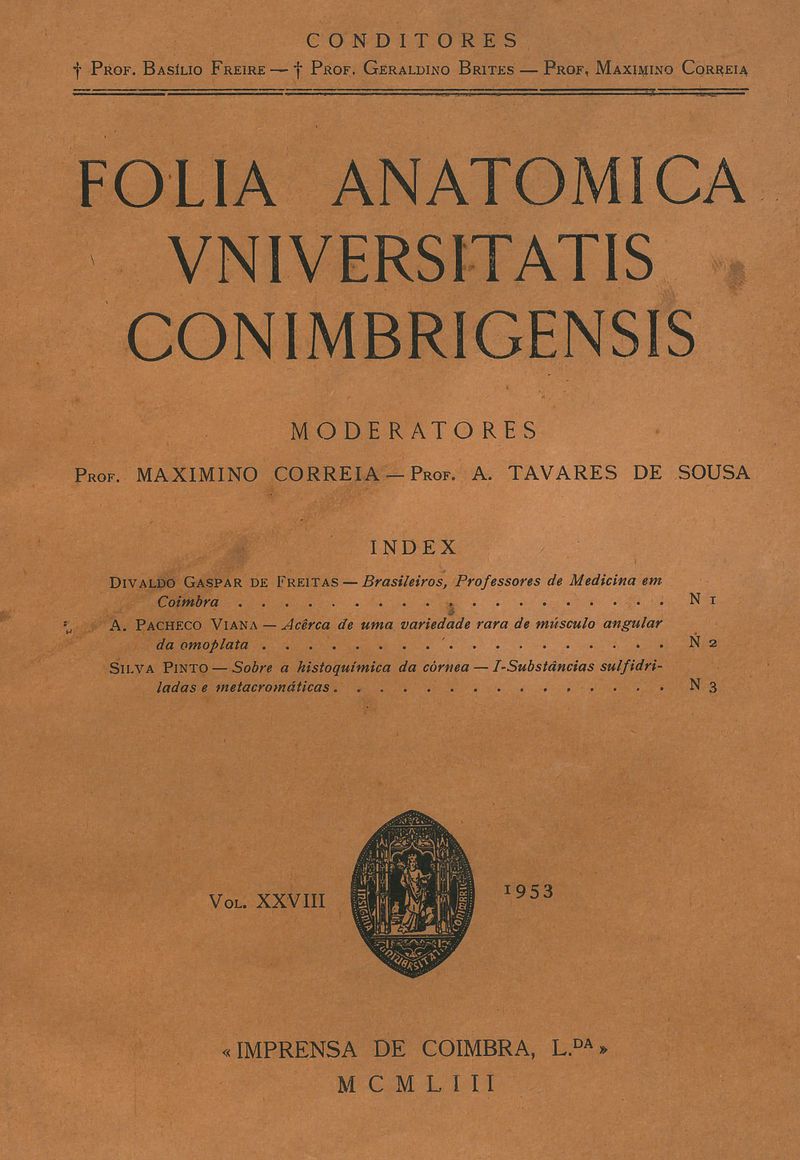 CONDITORES
† Prof. Basílio Freire — † Prof. Geraldino Brites — Prof. Maximino Correia
FOLIA ANATOMICA
VNIVERSITATIS
CONIMBRIGENSIS
MODERATORES
Prof. MAXIMINO CORREIA — Prof. A. TAVARES DE SOUSA
INDEX
Divaldo Gaspar de Freitas — Brasileiros, Professores de Medicina em
Coimbra . . . . . . . . . . . . . . . . . . . N 1
A. Pacheco Viana — Acêrca de uma variedade rara de músculo angular
da omoplata . . . . . . . . . . . . . . . . . . N 2
Silva Pinto — Sobre a histoquímica da córnea — I-Substâncias sulfidri-
ladas e metacromáticas . . . . . . . . . . . . . . . N 3
Vol. XXVIII
INSIGNIA
CONIMBRIG
VNIVERSITATIS
1953
«IMPRENSA DE COIMBRA, L.DA»
MCMLIII